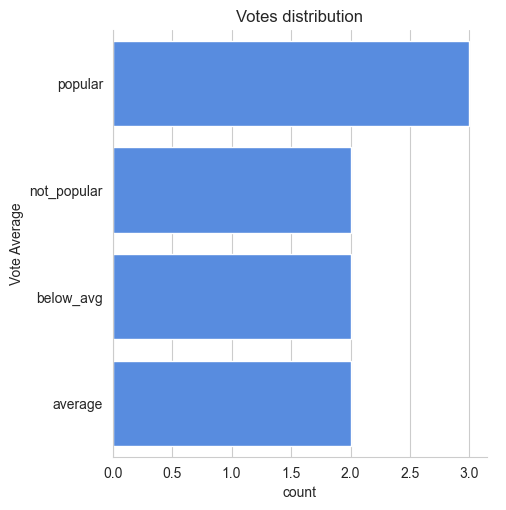 Votes distribution
popular
not_popular
below_avg
average
Vote Average
0.0 0.5 1.0 1.5 2.0 2.5 3.0
count